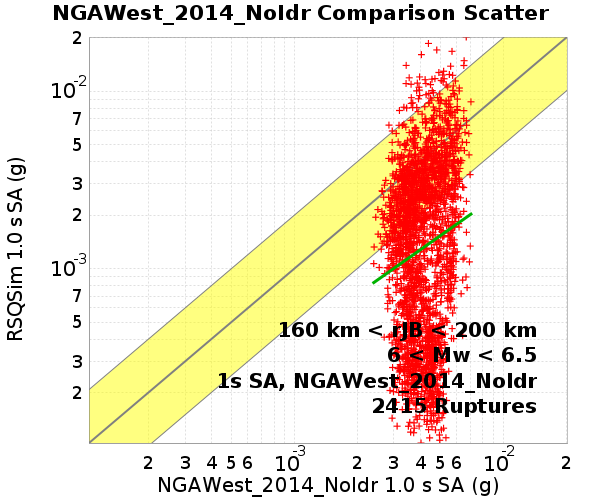 NGAWest_2014_NoIdr Comparison Scatter
2
10-2
7
5
3
2
10-3
7
5
3
2
RSQSim 1.0 s SA (g)
160 km < rJB < 200 km
6 < Mw < 6.5
1s SA, NGAWest_2014_NoIdr
2415 Ruptures
2 3 4 5 6 10-3 2 3 4 5 6 10-2 2
NGAWest_2014_NoIdr 1.0 s SA (g)